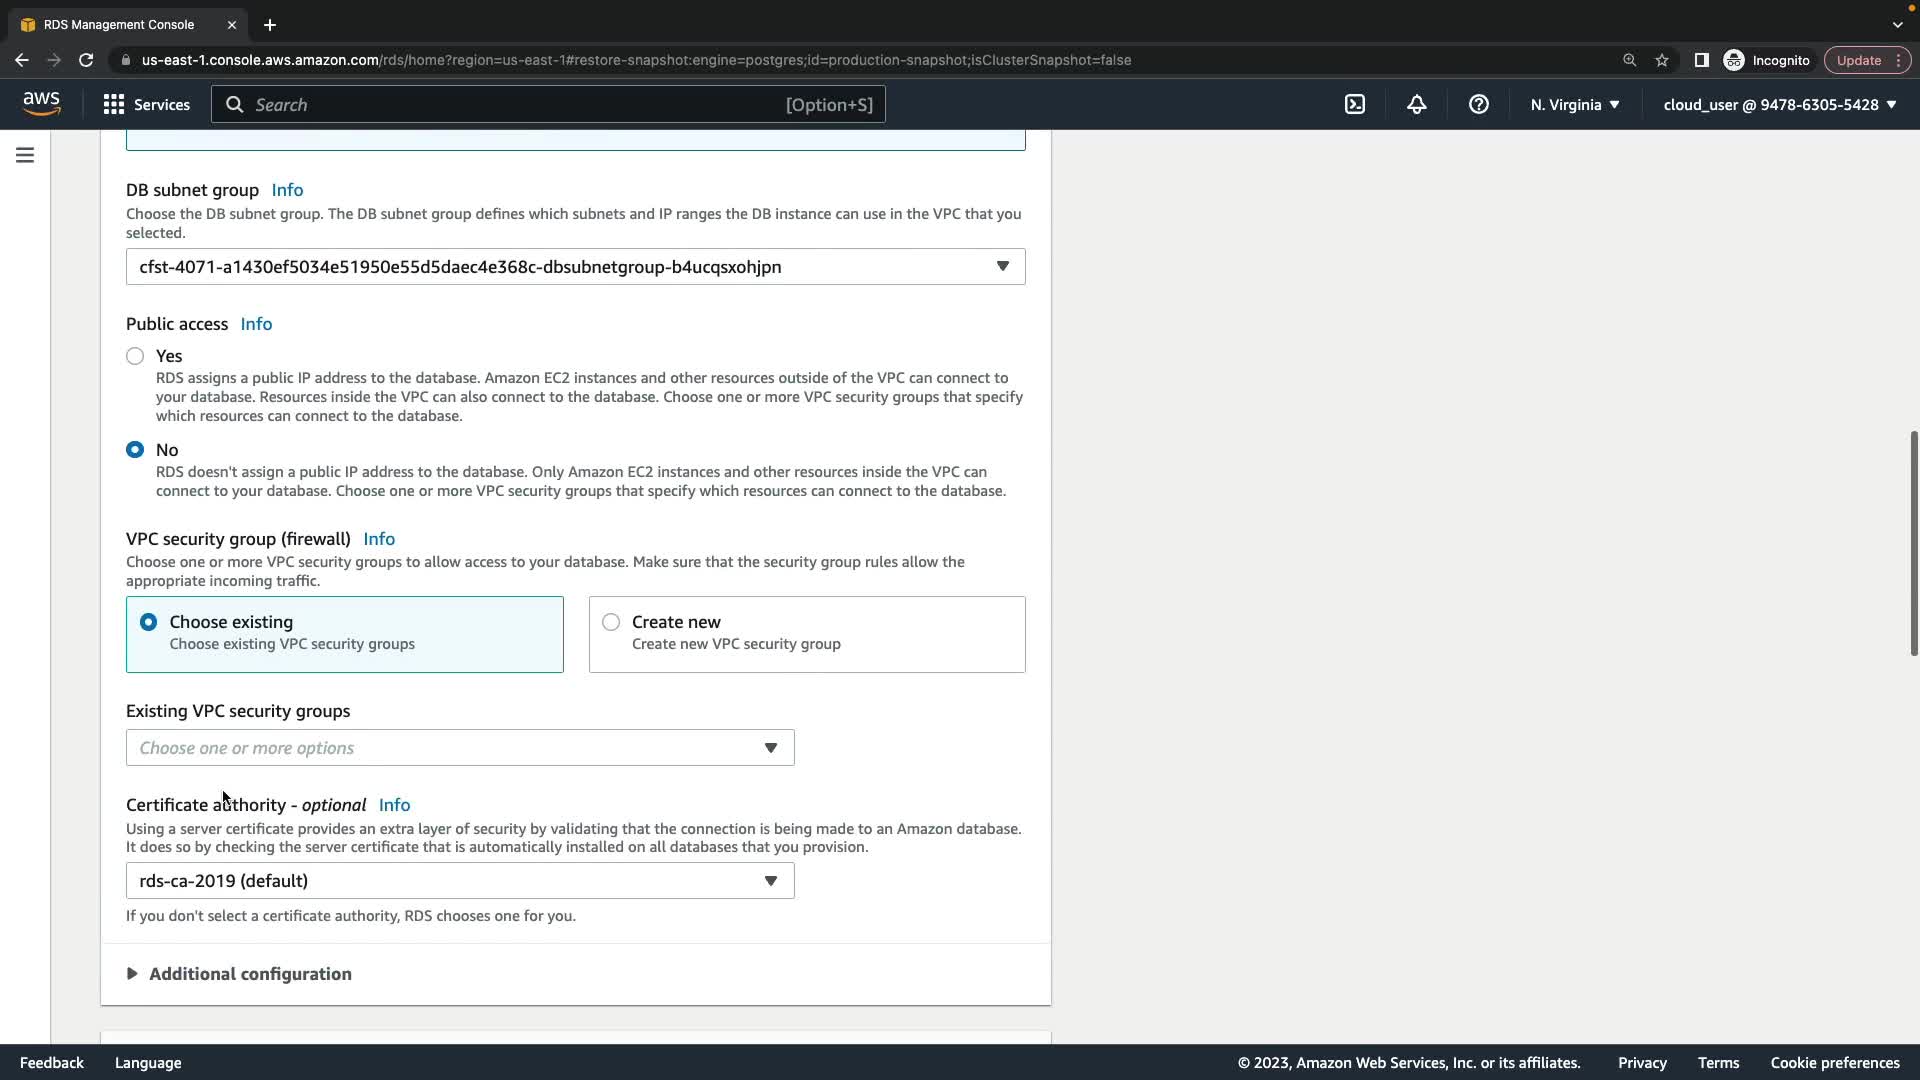 RDS Management Console
us-east-1.console.aws.amazon.com/rds/home?region=us-east-1#restore-snapshot:engine=postgres;id=production-snapshot;isClusterSnapshot=false
Incognito
Update
aws
Services
Search
[Option+S]
N. Virginia
cloud_user @ 9478-6305-5428
DB subnet group Info
Choose the DB subnet group. The DB subnet group defines which subnets and IP ranges the DB instance can use in the VPC that you
selected.
cfst-4071-a1430ef5034e51950e55d5daec4e368c-dbsubnetgroup-b4ucqsxohjpn
Public access Info
Yes
RDS assigns a public IP address to the database. Amazon EC2 instances and other resources outside of the VPC can connect to
your database. Resources inside the VPC can also connect to the database. Choose one or more VPC security groups that specify
which resources can connect to the database.
No
RDS doesn't assign a public IP address to the database. Only Amazon EC2 instances and other resources inside the VPC can
connect to your database. Choose one or more VPC security groups that specify which resources can connect to the database.
VPC security group (firewall) Info
Choose one or more VPC security groups to allow access to your database. Make sure that the security group rules allow the
appropriate incoming traffic.
Choose existing
Choose existing VPC security groups
Create new
Create new VPC security group
Existing VPC security groups
Choose one or more options
Certificate authority - optional Info
Using a server certificate provides an extra layer of security by validating that the connection is being made to an Amazon database.
It does so by checking the server certificate that is automatically installed on all databases that you provision.
rds-ca-2019 (default)
If you don't select a certificate authority, RDS chooses one for you.
Additional configuration
Feedback
Language
© 2023, Amazon Web Services, Inc. or its affiliates.
Privacy
Terms
Cookie preferences